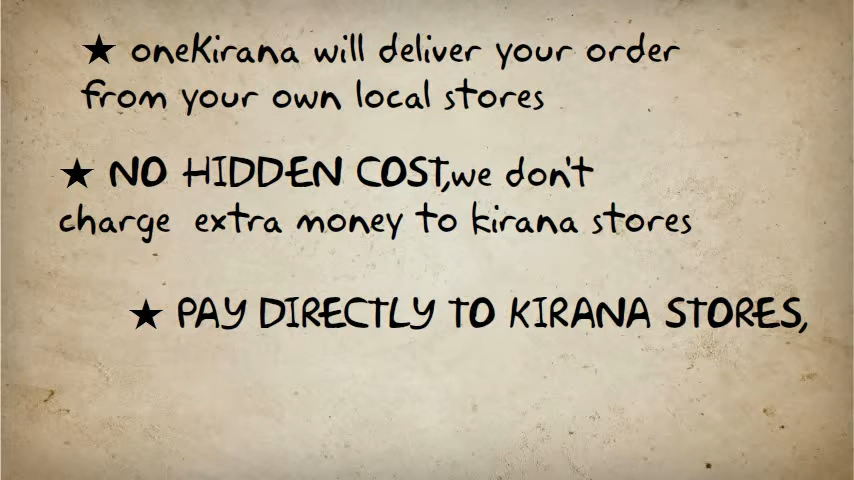 ★ oneKirana will deliver your order
from your own local stores
★ NO HIDDEN COST,we don't
charge extra money to kirana stores
★ PAY DIRECTLY TO KIRANA STORES,